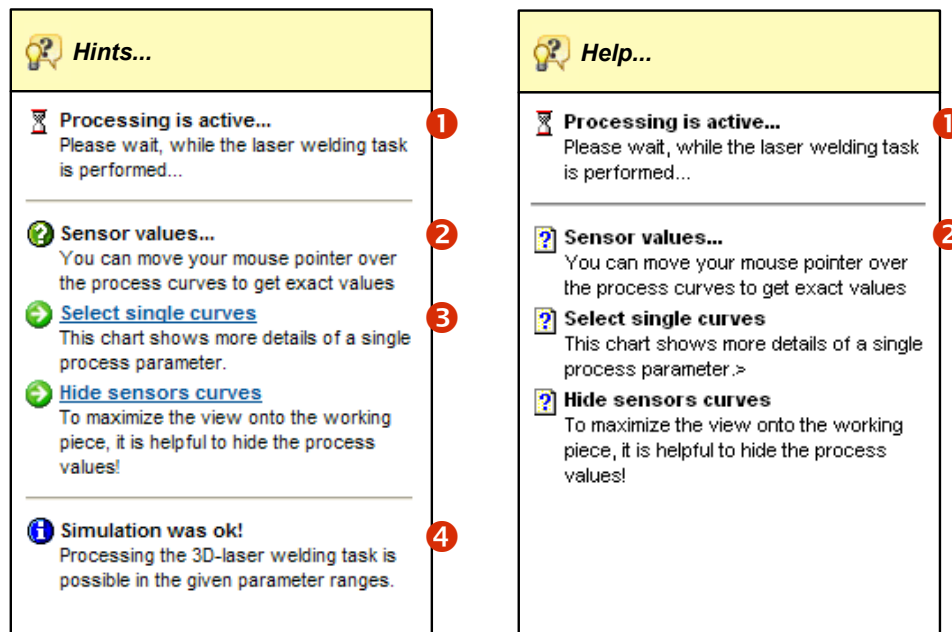 Hints...
Processing is active...
1
Please wait, while the laser welding task
is performed...
Sensor values...
2
You can move your mouse pointer over
the process curves to get exact values
Select single curves
3
This chart shows more details of a single
process parameter.
Hide sensors curves
To maximize the view onto the working
piece, it is helpful to hide the process
values!
Simulation was ok!
4
Processing the 3D-laser welding task is
possible in the given parameter ranges.
Help...
Processing is active...
1
Please wait, while the laser welding task
is performed...
Sensor values...
2
You can move your mouse pointer over
the process curves to get exact values
Select single curves
This chart shows more details of a single
process parameter.>
Hide sensors curves
To maximize the view onto the working
piece, it is helpful to hide the process
values!